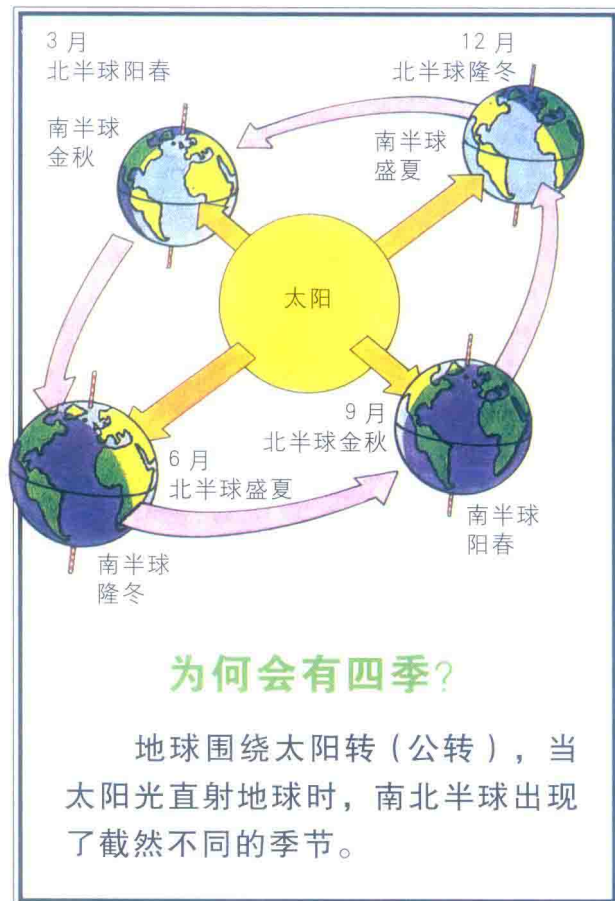 3月
北半球阳春
南半球
金秋
12月
北半球隆冬
南半球
盛夏
太阳
9月
北半球金秋
6月
北半球盛夏
南半球
阳春
南半球
隆冬
为何会有四季?
地球围绕太阳转(公转),当
太阳光直射地球时,南北半球出现
了截然不同的季节。